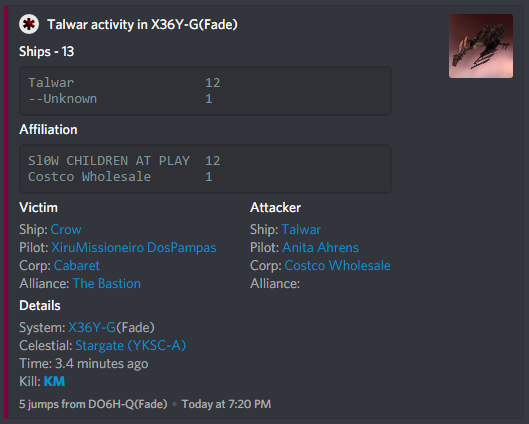 Talwar activity in X36Y-G(Fade)
Ships - 13
Talwar 12
--Unknown 1
Affiliation
Sl0W CHILDREN AT PLAY 12
Costco Wholesale 1
Victim
Ship: Crow
Pilot: XiruMissioneiro DosPampas
Corp: Cabaret
Alliance: The Bastion
Attacker
Ship: Talwar
Pilot: Anita Ahrens
Corp: Costco Wholesale
Alliance:
Details
System: X36Y-G(Fade)
Celestial: Stargate (YKSC-A)
Time: 3.4 minutes ago
Kill: KM
5 jumps from DO6H-Q(Fade) • Today at 7:20 PM